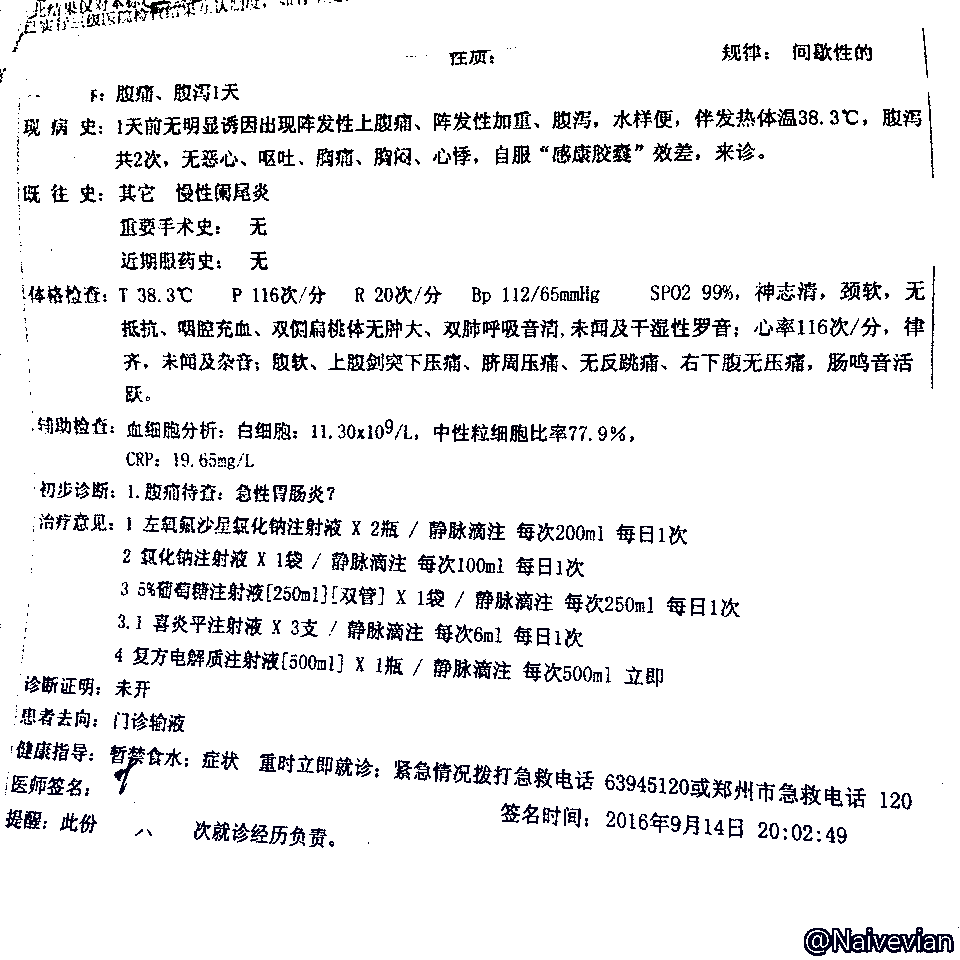 性质： 规律： 间歇性的
：腹痛、腹泻1天
现 病 史：1天前无明显诱因出现阵发性上腹痛、阵发性加重、腹泻，水样便，伴发热体温38.3℃，腹泻
共2次，无恶心、呕吐、胸痛、胸闷、心悸，自服“感康胶囊”效差，来诊。
既 往 史：其它 慢性阑尾炎
重要手术史： 无
近期服药史： 无
体格检查：T 38.3℃ P 116次/分 R 20次/分 Bp 112/65mmHg SPO2 99%，神志清，颈软，无
抵抗、咽腔充血、双侧扁桃体无肿大、双肺呼吸音清,未闻及干湿性罗音；心率116次/分，律
齐，未闻及杂音；腹软、上腹剑突下压痛、脐周压痛、无反跳痛、右下腹无压痛，肠鸣音活
跃。
辅助检查：血细胞分析：白细胞：11.30x10⁹/L，中性粒细胞比率77.9%，
CRP：19.65mg/L
初步诊断：1.腹痛待查：急性胃肠炎？
治疗意见：1 左氧氟沙星氯化钠注射液 X 2瓶 / 静脉滴注 每次200ml 每日1次
2 氯化钠注射液 X 1袋 / 静脉滴注 每次100ml 每日1次
3 5%葡萄糖注射液[250ml][双管] X 1袋 / 静脉滴注 每次250ml 每日1次
3.1 喜炎平注射液 X 3支 / 静脉滴注 每次6ml 每日1次
4 复方电解质注射液[500ml] X 1瓶 / 静脉滴注 每次500ml 立即
诊断证明：未开
患者去向：门诊输液
健康指导：暂禁食水；症状 重时立即就诊；紧急情况拨打急救电话 63945120或郑州市急救电话 120
医师签名：
签名时间：2016年9月14日 20:02:49
提醒：此份 次就诊经历负责。
@Naivevian